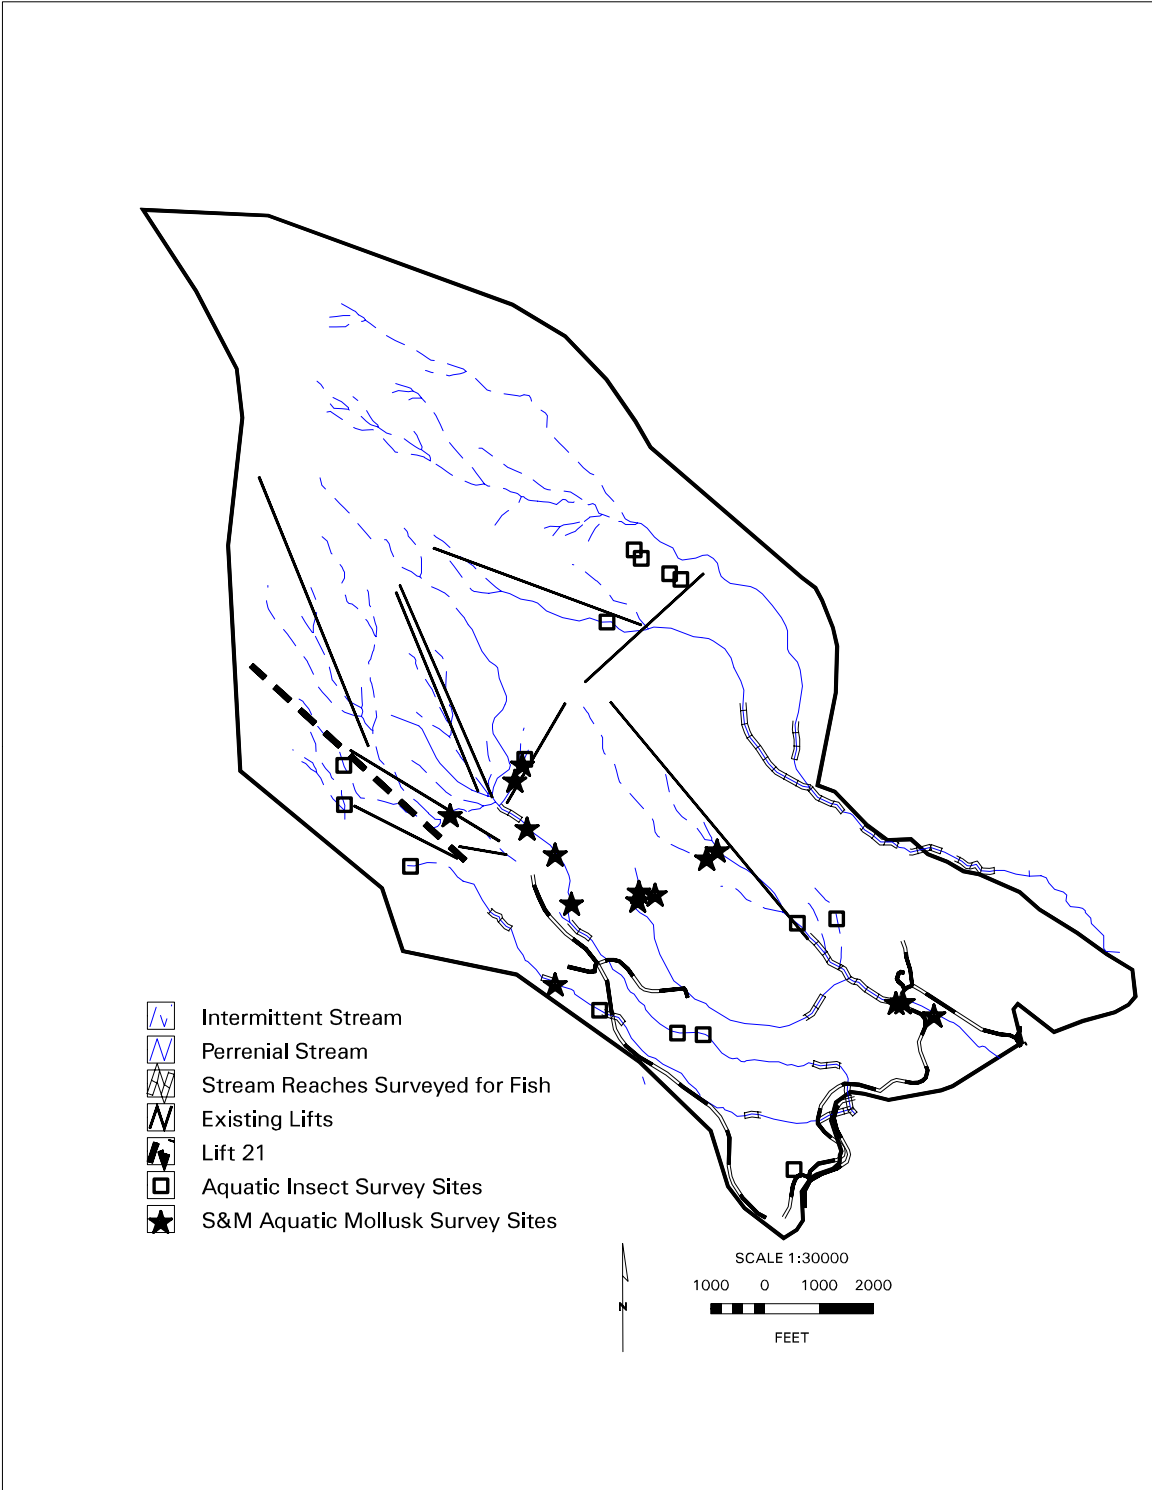 Intermittent Stream
Perrenial Stream
Stream Reaches Surveyed for Fish
Existing Lifts
Lift 21
Aquatic Insect Survey Sites
S&M Aquatic Mollusk Survey Sites
N
SCALE 1:30000
1000 0 1000 2000
FEET